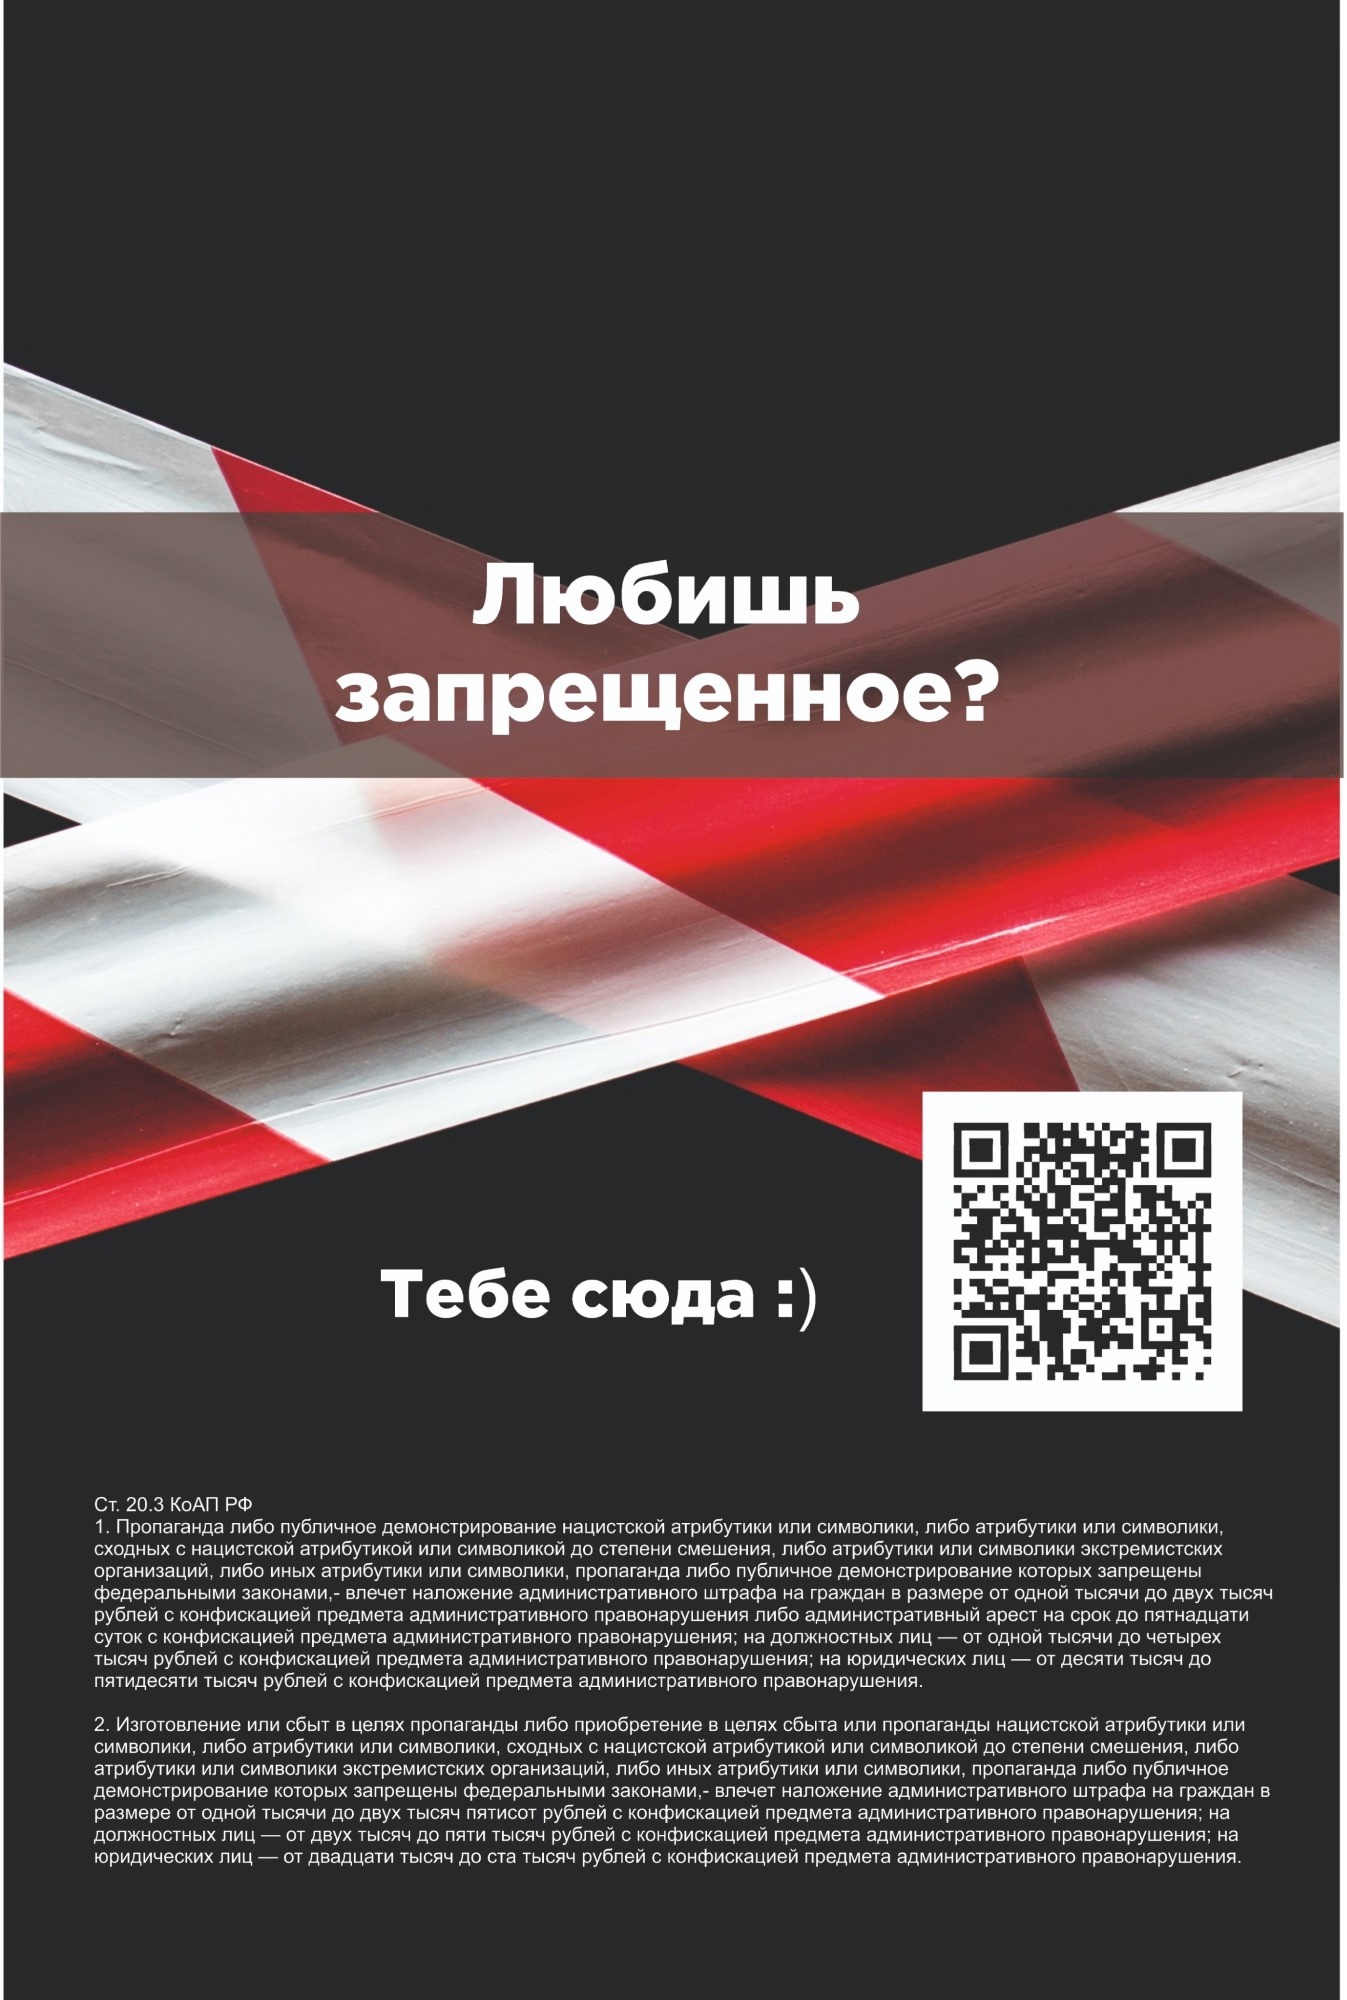 Любишь
запрещенное?
Тебе сюда :)
Ст. 20.3 КоАП РФ
1. Пропаганда либо публичное демонстрирование нацистской атрибутики или символики, либо атрибутики или символики,
сходных с нацистской атрибутикой или символикой до степени смешения, либо атрибутики или символики экстремистских
организаций, либо иных атрибутики или символики, пропаганда либо публичное демонстрирование которых запрещены
федеральными законами,- влечет наложение административного штрафа на граждан в размере от одной тысячи до двух тысяч
рублей с конфискацией предмета административного правонарушения либо административный арест на срок до пятнадцати
суток с конфискацией предмета административного правонарушения; на должностных лиц — от одной тысячи до четырех
тысяч рублей с конфискацией предмета административного правонарушения; на юридических лиц — от десяти тысяч до
пятидесяти тысяч рублей с конфискацией предмета административного правонарушения.
2. Изготовление или сбыт в целях пропаганды либо приобретение в целях сбыта или пропаганды нацистской атрибутики или
символики, либо атрибутики или символики, сходных с нацистской атрибутикой или символикой до степени смешения, либо
атрибутики или символики экстремистских организаций, либо иных атрибутики или символики, пропаганда либо публичное
демонстрирование которых запрещены федеральными законами,- влечет наложение административного штрафа на граждан в
размере от одной тысячи до двух тысяч пятисот рублей с конфискацией предмета административного правонарушения; на
должностных лиц — от двух тысяч до пяти тысяч рублей с конфискацией предмета административного правонарушения; на
юридических лиц — от двадцати тысяч до ста тысяч рублей с конфискацией предмета административного правонарушения.